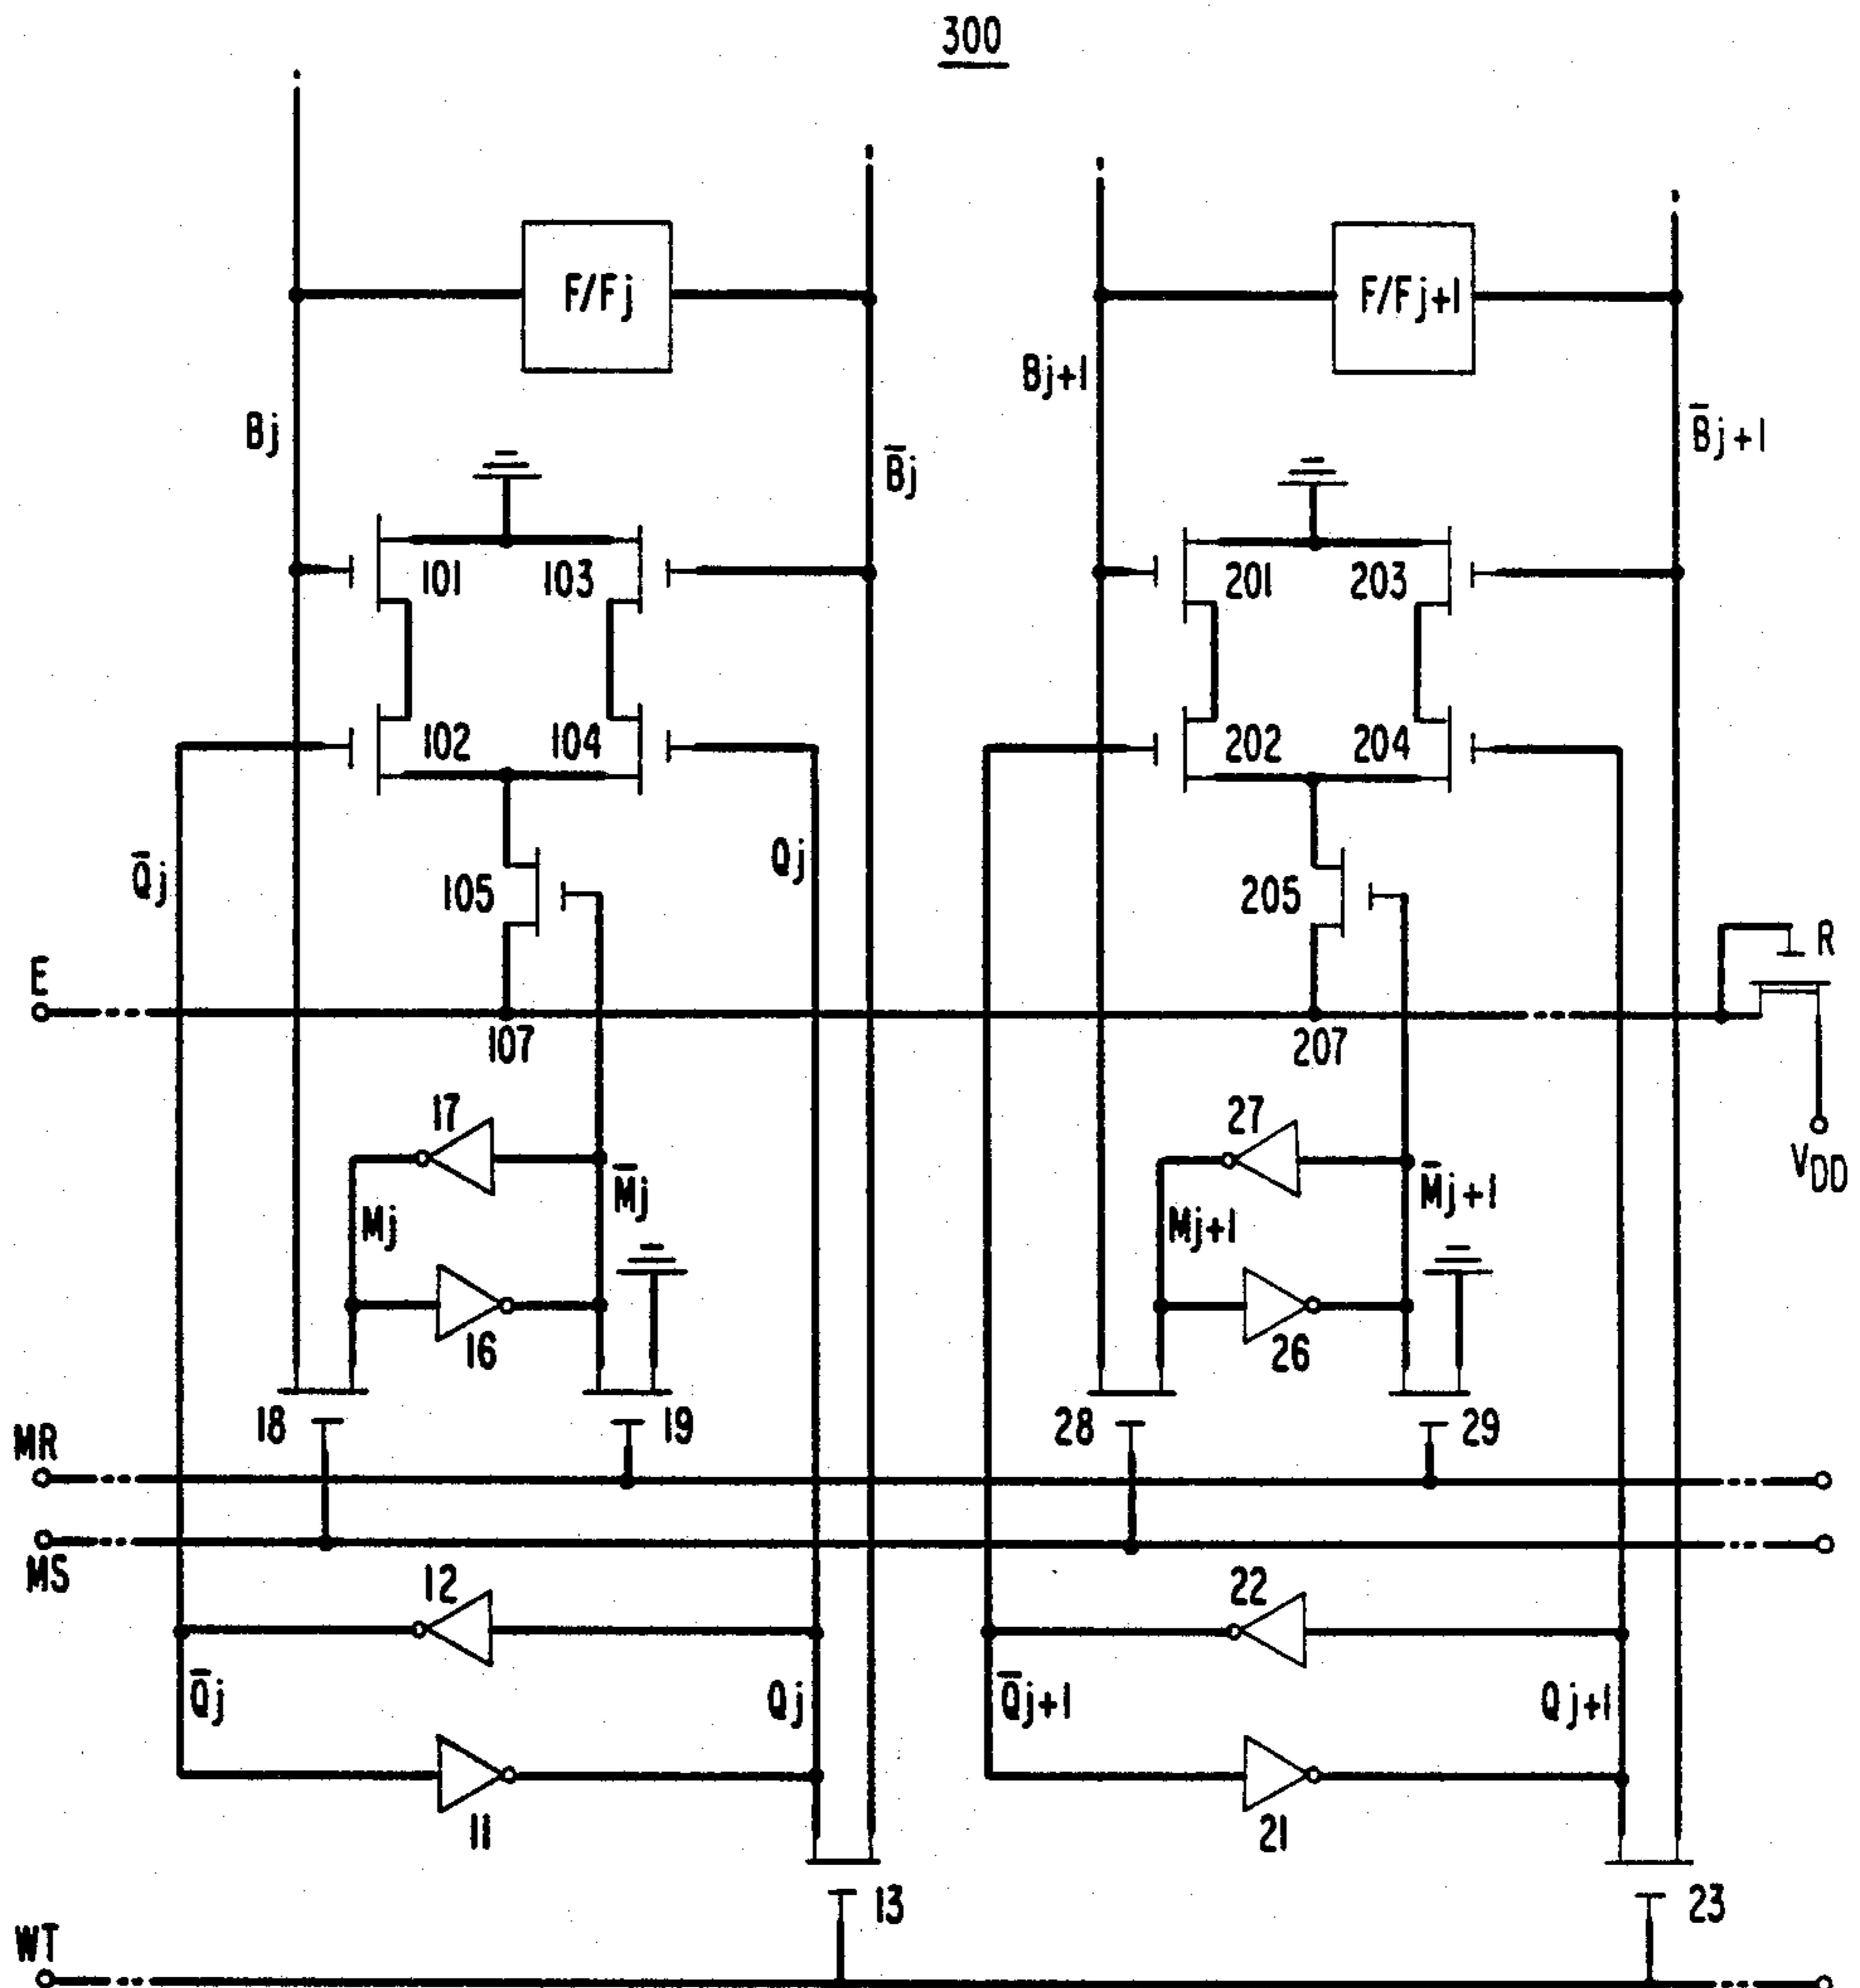 300
F/Fj
F/Fj+1
Bj
B̄j
Bj+1
B̄j+1
101
103
201
203
102
104
202
204
Q̄j
105
Qj
205
R
E
107
207
VDD
17
27
Mj
M̄j
Mj+1
M̄j+1
16
26
18
19
28
29
MR
MS
12
22
Q̄j
Qj
Q̄j+1
Qj+1
11
21
13
23
WT